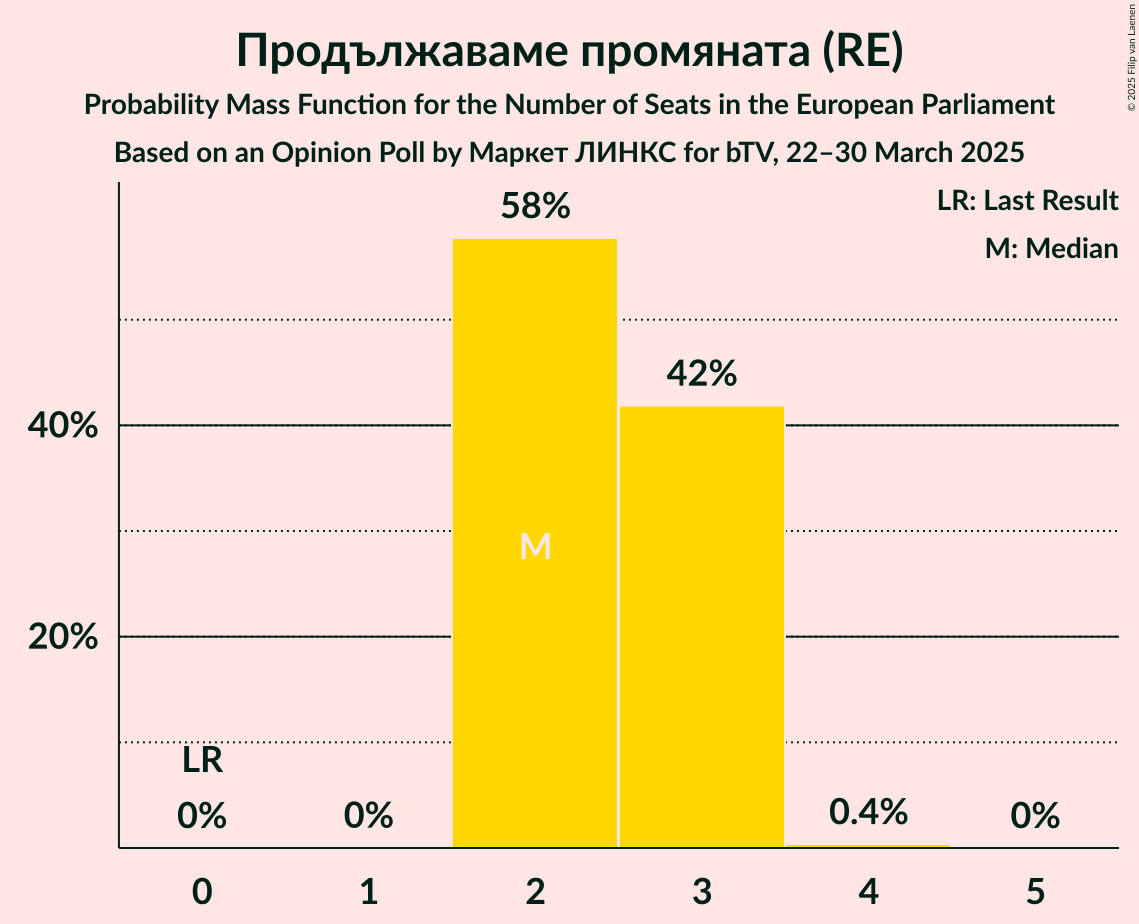 Продължаваме промяната (RE)
Probability Mass Function for the Number of Seats in the European Parliament
Based on an Opinion Poll by Маркет ЛИНКС for bTV, 22–30 March 2025
© 2025 Filip van Laenen
LR: Last Result
M: Median
58%
42%
40%
M
20%
LR
0%
0%
0.4%
0%
0
1
2
3
4
5